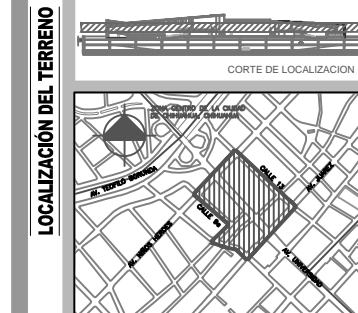 LOCALIZACIÓN DEL TERRENO
CORTE DE LOCALIZACION
ZONA CENTRO DE LA CIUDAD
DE CHIHUAHUA, CHIHUAHUA
AV. TEOFILO BORUNDA
CALLE 13
AV. JUAREZ
CALLE 8a
AV. NIÑOS HEROES
AV. UNIVERSIDAD